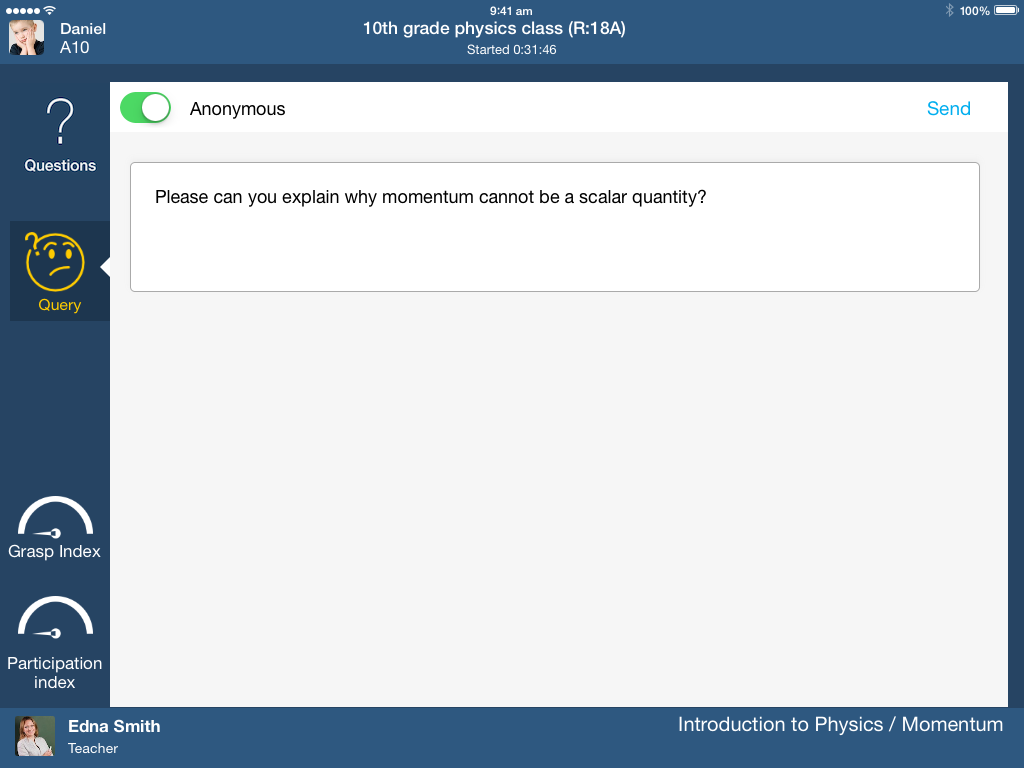 9:41 am
100%
Daniel
A10
10th grade physics class (R:18A)
Started 0:31:46
Questions
Anonymous
Send
Please can you explain why momentum cannot be a scalar quantity?
Query
Grasp Index
Participation
index
Edna Smith
Teacher
Introduction to Physics / Momentum